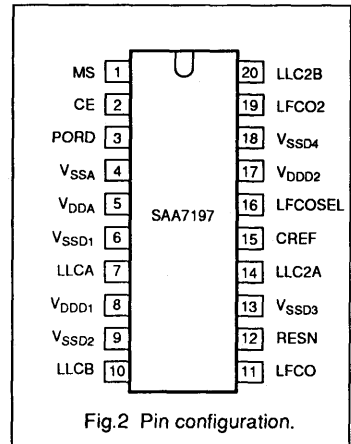 MS 1 20 LLC2B
CE 2 19 LFCO2
PORD 3 18 VSSD4
VSSA 4 17 VDDD2
VDDA 5 SAA7197 16 LFCOSEL
VSSD1 6 15 CREF
LLCA 7 14 LLC2A
VDDD1 8 13 VSSD3
VSSD2 9 12 RESN
LLCB 10 11 LFCO
Fig.2 Pin configuration.